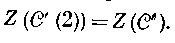 Z (𝒞′ (2)) = Z (𝒞″).